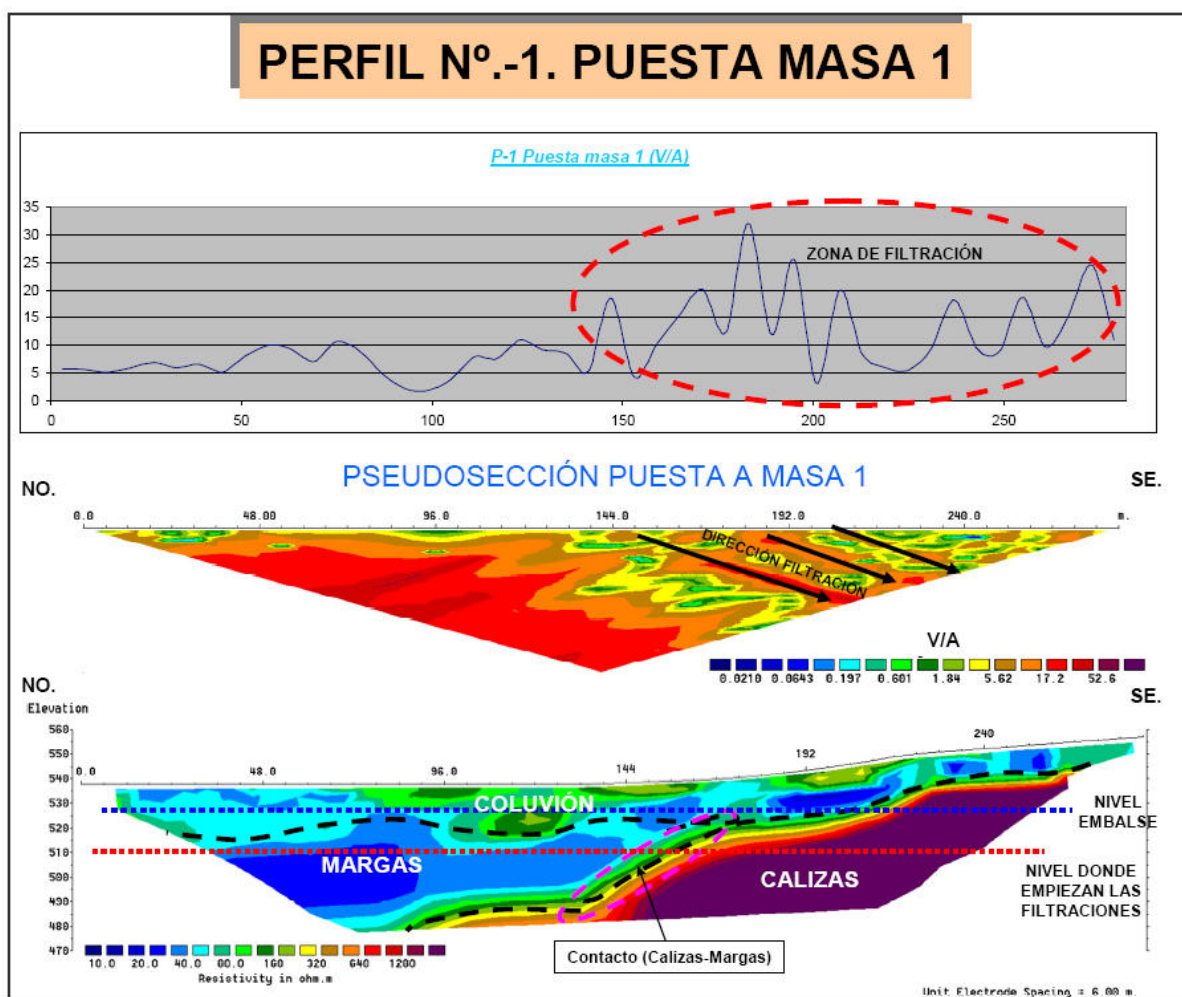 PERFIL Nº.-1. PUESTA MASA 1
P-1 Puesta masa 1 (V/A)
35
30
25
20
15
10
5
0
ZONA DE FILTRACIÓN
0 50 100 150 200 250
PSEUDOSECCIÓN PUESTA A MASA 1
NO. SE.
0.0 48.00 96.0 144.0 192.0 240.0 m.
DIRECCIÓN FILTRACIÓN
V/A
0.0210 0.0643 0.197 0.601 1.84 5.62 17.2 52.6
NO. SE.
Elevation
560
550
540
530
520
510
500
490
480
470
0.0 48.0 96.0 144 192 240
COLUVIÓN
NIVEL
EMBALSE
MARGAS
CALIZAS
NIVEL DONDE
EMPIEZAN LAS
FILTRACIONES
Contacto (Calizas-Margas)
10.0 20.0 40.0 80.0 160 320 640 1280
Resistivity in ohm.m
Unit Electrode Spacing = 6.00 m.